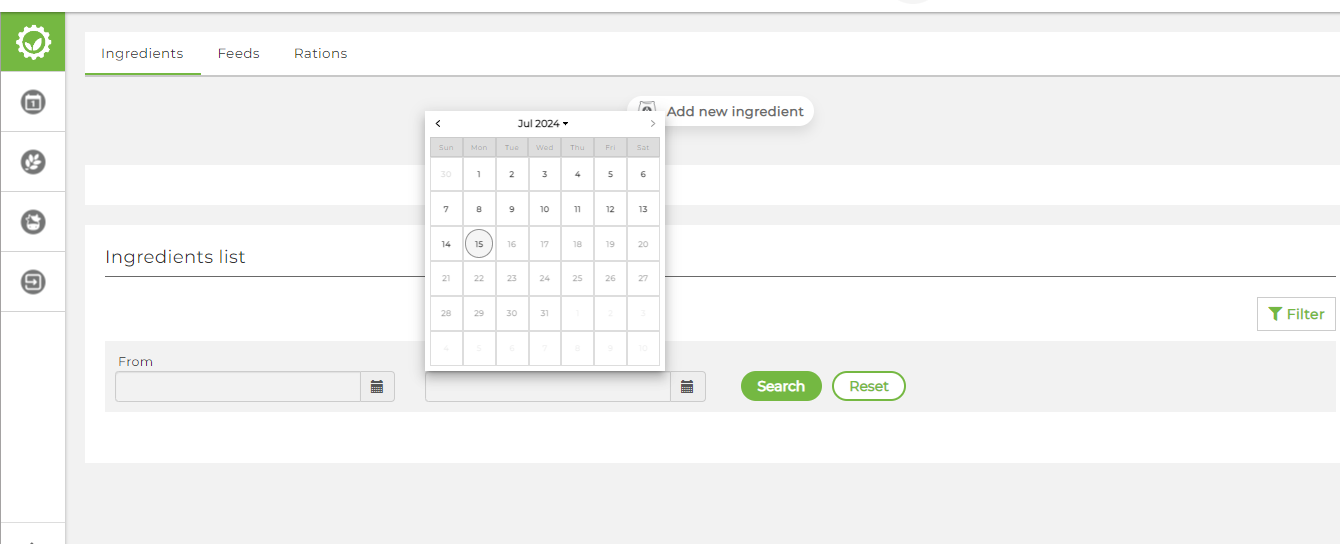 Ingredients Feeds Rations
Add new ingredient
Jul 2024
Sun Mon Tue Wed Thu Fri Sat
30 1 2 3 4 5 6
7 8 9 10 11 12 13
14 15 16 17 18 19 20
21 22 23 24 25 26 27
28 29 30 31 1 2 3
4 5 6 7 8 9 10
Ingredients list
Filter
From
Search Reset